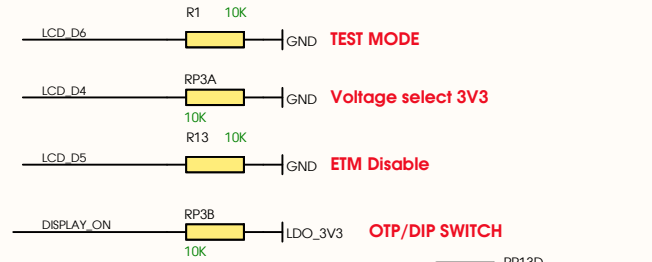 R1 10K
LCD_D6 GND TEST MODE
RP3A
LCD_D4 GND Voltage select 3V3
10K
R13 10K
LCD_D5 GND ETM Disable
RP3B
DISPLAY_ON LDO_3V3 OTP/DIP SWITCH
10K
RP13D